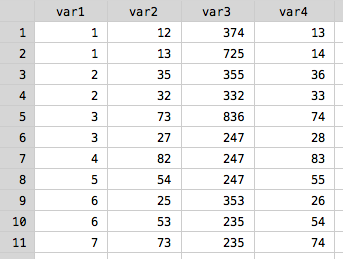 var1 var2 var3 var4
1 1 12 374 13
2 1 13 725 14
3 2 35 355 36
4 2 32 332 33
5 3 73 836 74
6 3 27 247 28
7 4 82 247 83
8 5 54 247 55
9 6 25 353 26
10 6 53 235 54
11 7 73 235 74